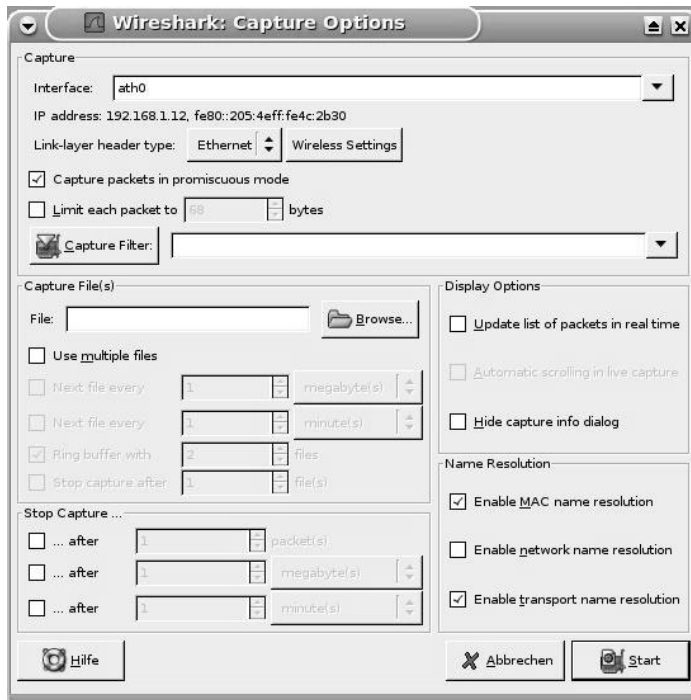 Wireshark: Capture Options
Capture
Interface: ath0
IP address: 192.168.1.12, fe80::205:4eff:fe4c:2b30
Link-layer header type: Ethernet Wireless Settings
Capture packets in promiscuous mode
Limit each packet to 68 bytes
Capture Filter:
Capture File(s)
File: Browse...
Use multiple files
Next file every 1 megabyte(s)
Next file every 1 minute(s)
Ring buffer with 2 files
Stop capture after 1 file(s)
Stop Capture ...
... after 1 packet(s)
... after 1 megabyte(s)
... after 1 minute(s)
Display Options
Update list of packets in real time
Automatic scrolling in live capture
Hide capture info dialog
Name Resolution
Enable MAC name resolution
Enable network name resolution
Enable transport name resolution
Hilfe Abbrechen Start